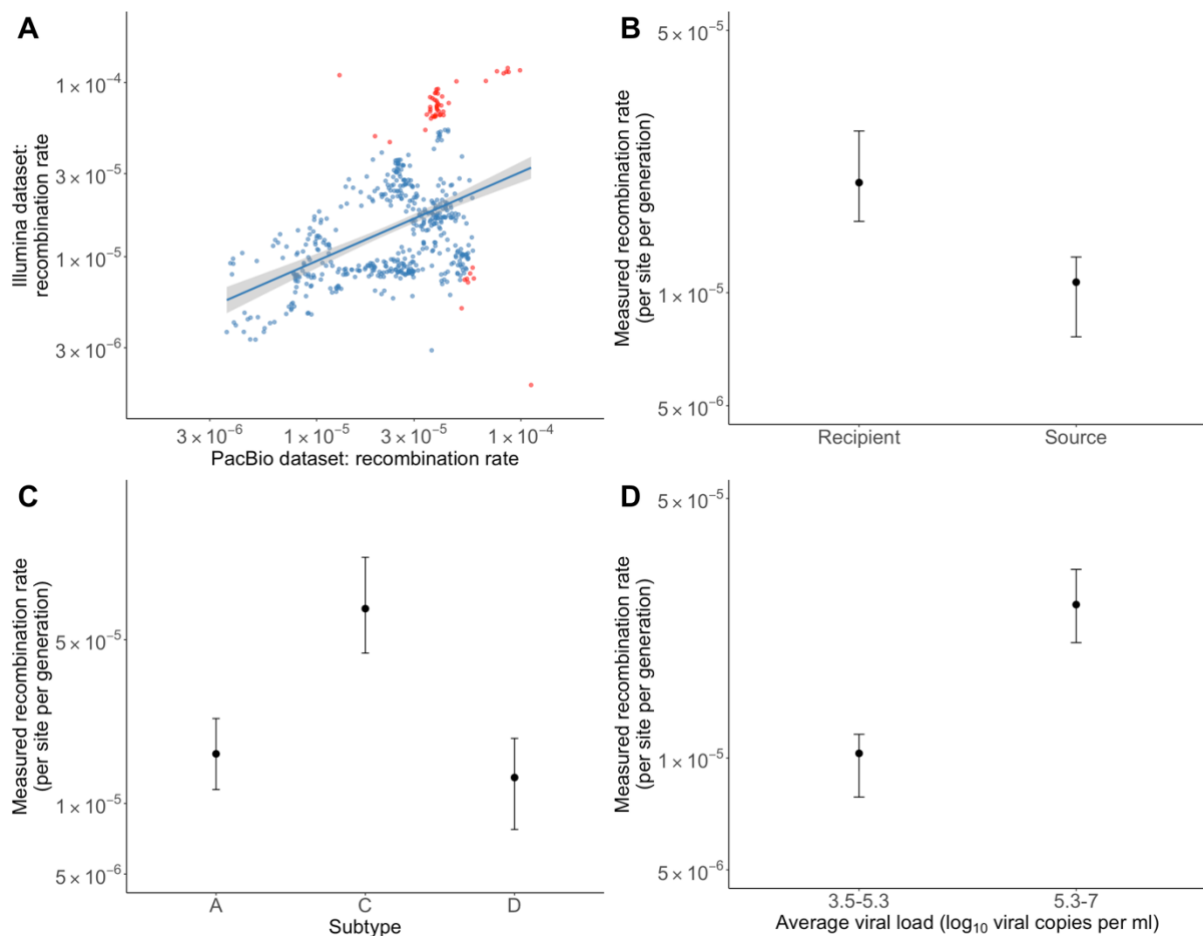 A
Illumina dataset:
recombination rate
1 × 10⁻⁴
3 × 10⁻⁵
1 × 10⁻⁵
3 × 10⁻⁶
3 × 10⁻⁶
1 × 10⁻⁵
3 × 10⁻⁵
1 × 10⁻⁴
PacBio dataset: recombination rate
B
Measured recombination rate
(per site per generation)
5 × 10⁻⁵
1 × 10⁻⁵
5 × 10⁻⁶
Recipient
Source
C
Measured recombination rate
(per site per generation)
5 × 10⁻⁵
1 × 10⁻⁵
5 × 10⁻⁶
A
C
D
Subtype
D
Measured recombination rate
(per site per generation)
5 × 10⁻⁵
1 × 10⁻⁵
5 × 10⁻⁶
3.5-5.3
5.3-7
Average viral load (log₁₀ viral copies per ml)